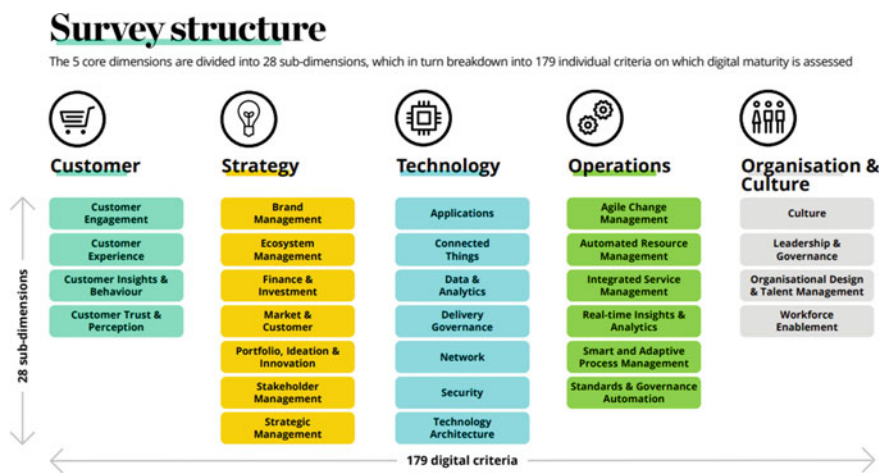 Survey structure
The 5 core dimensions are divided into 28 sub-dimensions, which in turn breakdown into 179 individual criteria on which digital maturity is assessed
Customer
Customer
Engagement
Customer
Experience
Customer Insights &
Behaviour
Customer Trust &
Perception
Strategy
Brand
Management
Ecosystem
Management
Finance &
Investment
Market &
Customer
Portfolio, Ideation &
Innovation
Stakeholder
Management
Strategic
Management
Technology
Applications
Connected
Things
Data &
Analytics
Delivery
Governance
Network
Security
Technology
Architecture
Operations
Agile Change
Management
Automated Resource
Management
Integrated Service
Management
Real-time Insights &
Analytics
Smart and Adaptive
Process Management
Standards & Governance
Automation
Organisation &
Culture
Culture
Leadership &
Governance
Organisational Design
& Talent Management
Workforce
Enablement
28 sub-dimensions
179 digital criteria